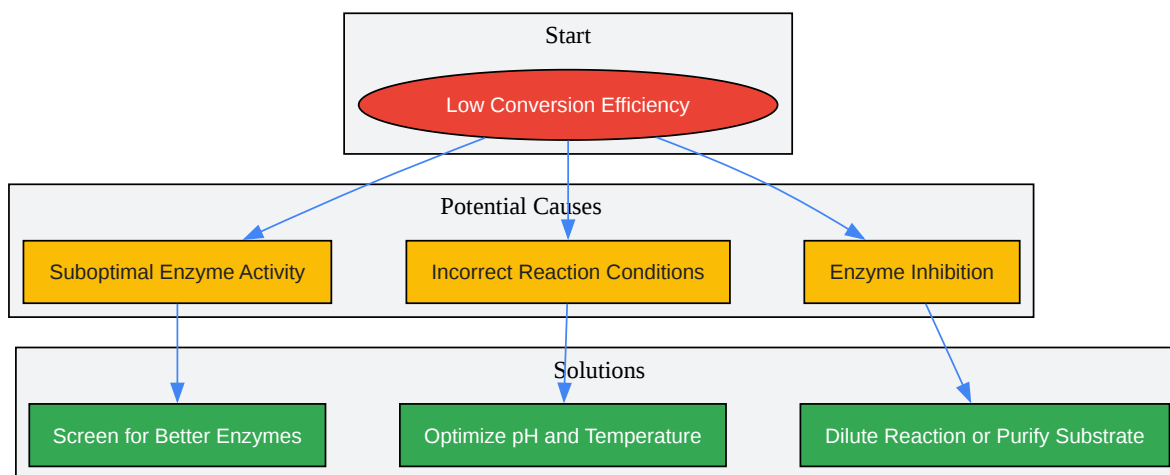 Start
Low Conversion Efficiency
Potential Causes
Suboptimal Enzyme Activity
Incorrect Reaction Conditions
Enzyme Inhibition
Solutions
Screen for Better Enzymes
Optimize pH and Temperature
Dilute Reaction or Purify Substrate